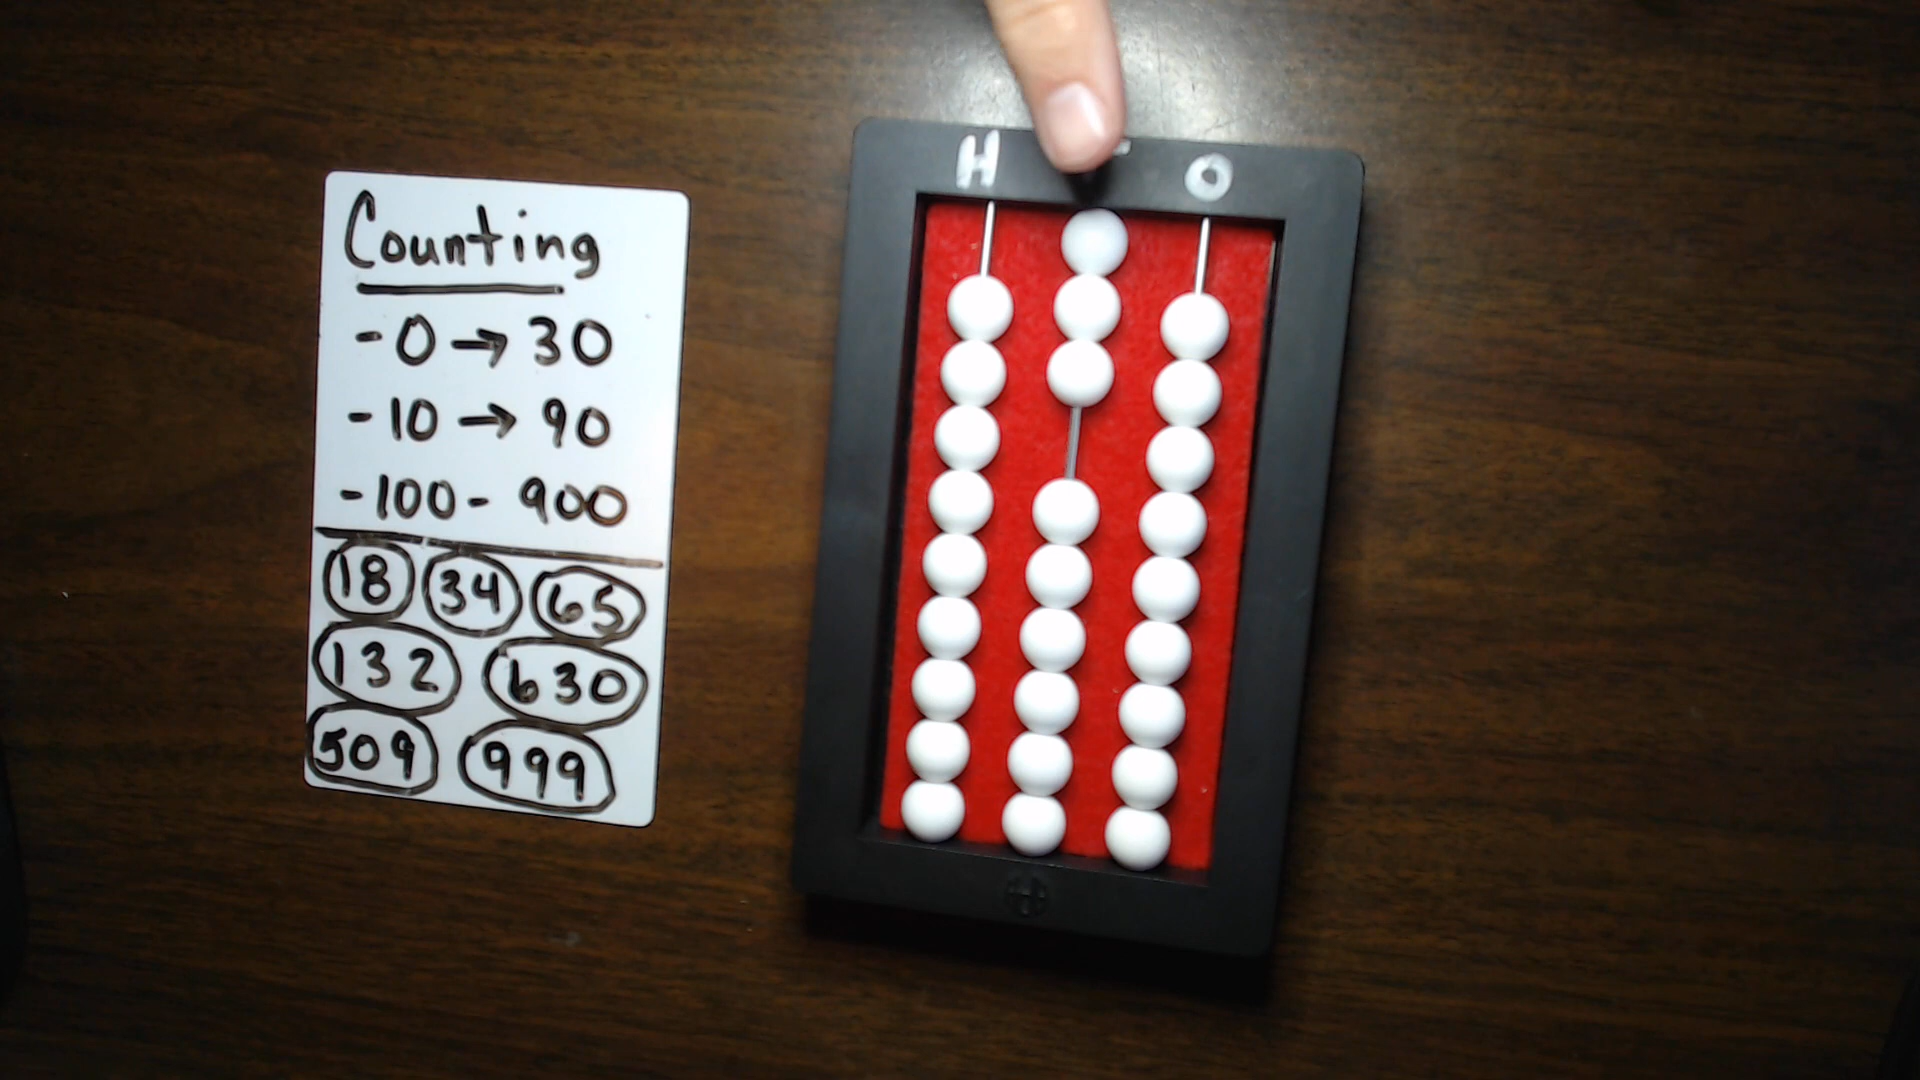 Counting
- 0 → 30
- 10 → 90
- 100 - 900
18 34 65
132 630
509 999
H O